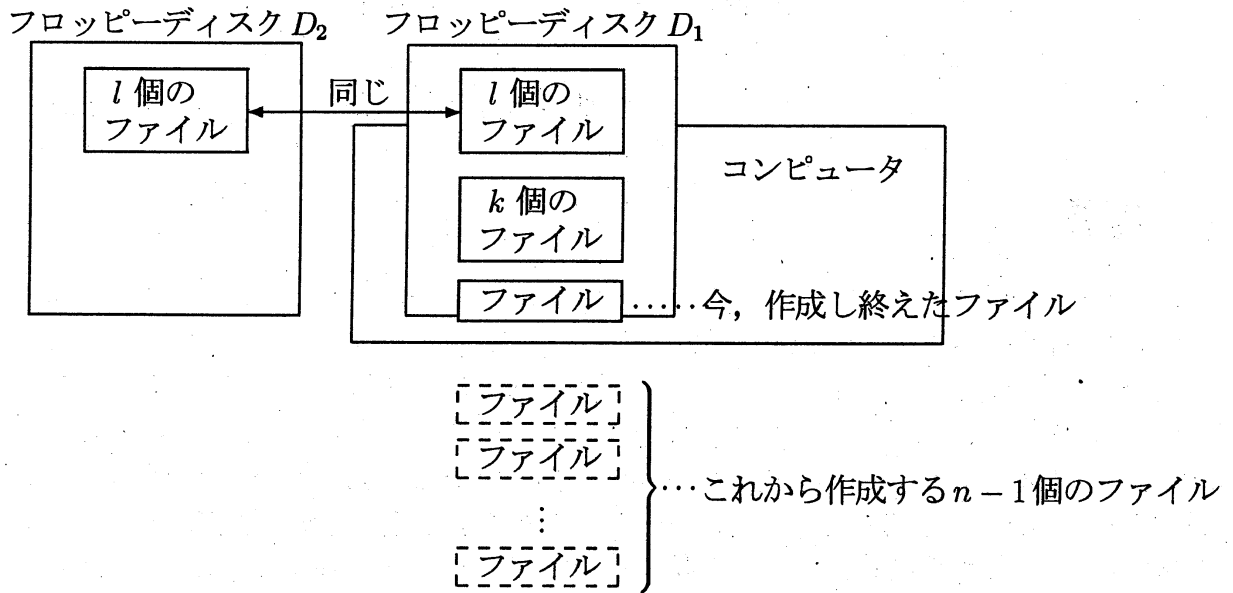 フロッピーディスク D₂
フロッピーディスク D₁
l 個の
ファイル
同じ
l 個の
ファイル
コンピュータ
k 個の
ファイル
ファイル
.....今，作成し終えたファイル
ファイル
ファイル
⋮
ファイル
…これから作成する n − 1 個のファイル